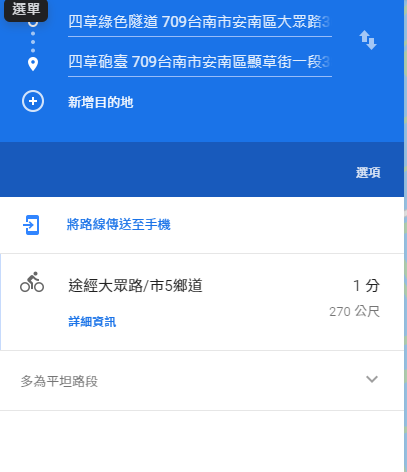 選單
四草綠色隧道 709台南市安南區大眾路3
四草砲臺 709台南市安南區顯草街一段3
新增目的地
選項
將路線傳送至手機
途經大眾路/市5鄉道 1 分
270 公尺
詳細資訊
多為平坦路段